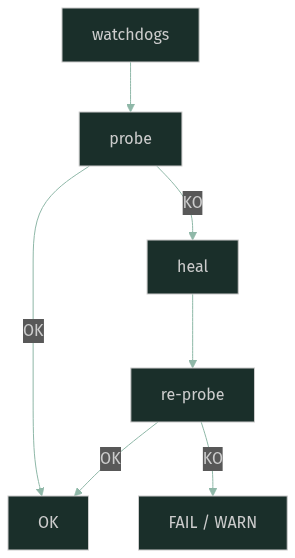 watchdogs
probe
KO
heal
OK
re-probe
OK
KO
OK
FAIL / WARN